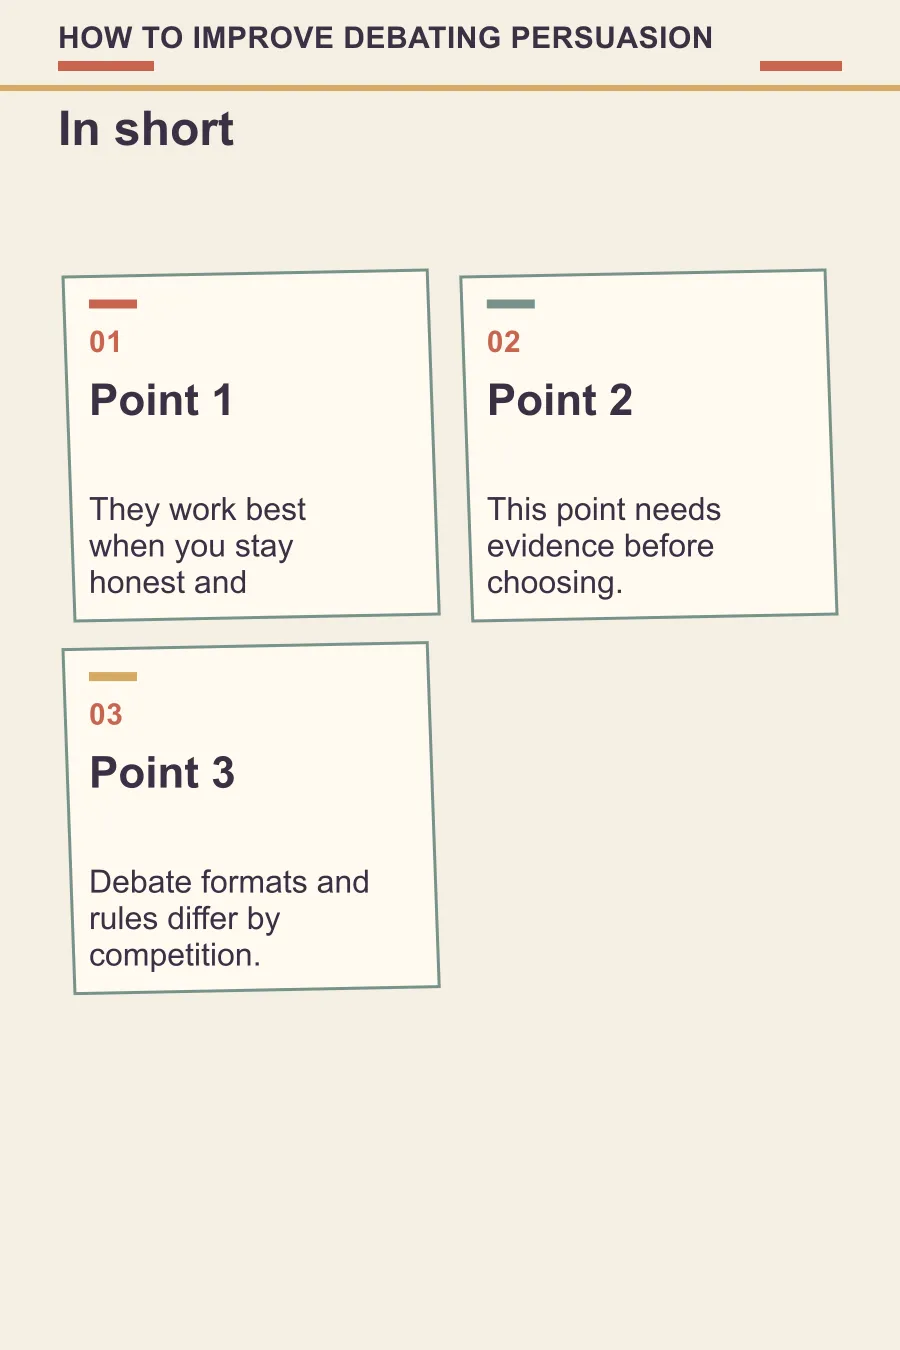 HOW TO IMPROVE DEBATING PERSUASION
In short
01
Point 1
They work best
when you stay
honest and
02
Point 2
This point needs
evidence before
choosing.
03
Point 3
Debate formats and
rules differ by
competition.